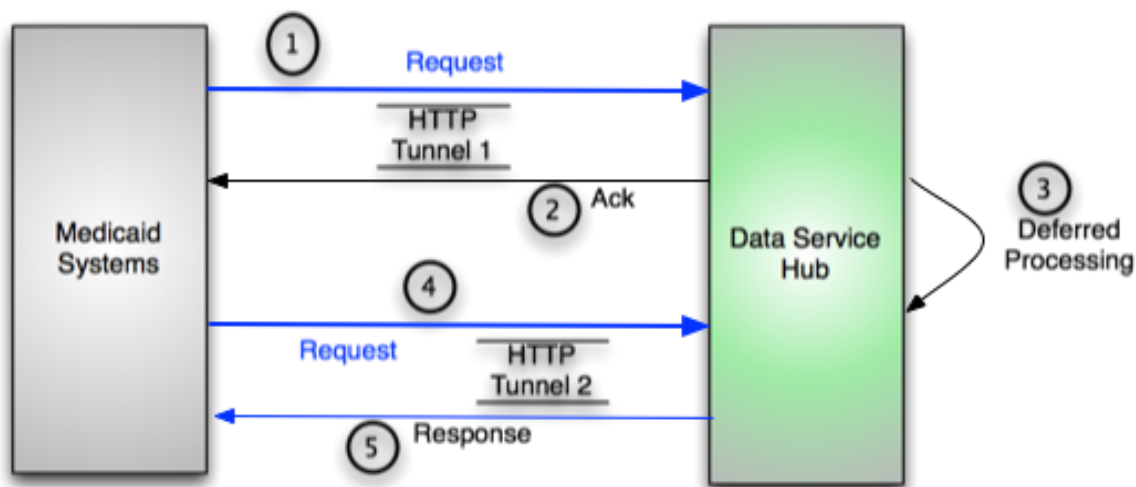 1
Request
HTTP
Tunnel 1
2
Ack
3
Deferred
Processing
Medicaid
Systems
Data Service
Hub
4
Request
HTTP
Tunnel 2
5
Response